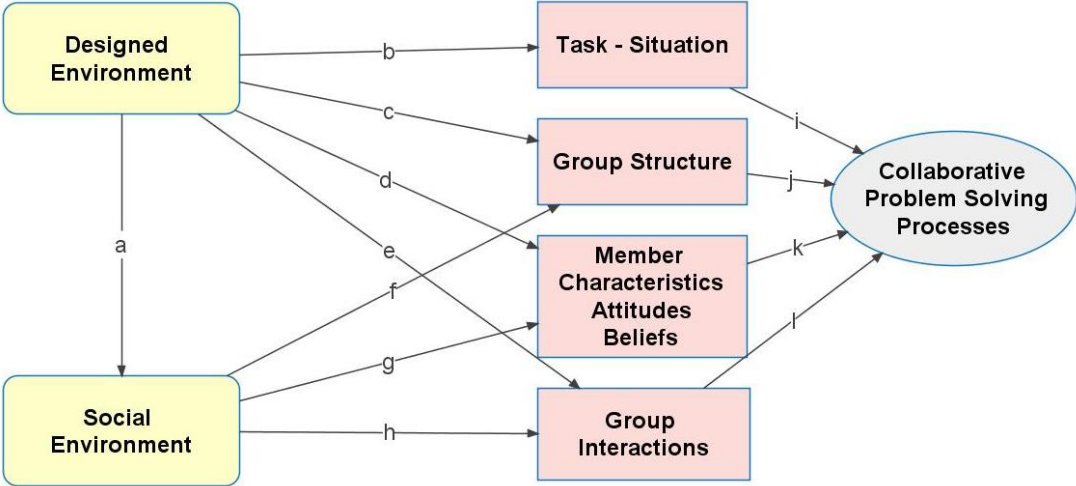 Designed
Environment
b
Task - Situation
c
i
Group Structure
d
j
Collaborative
Problem Solving
Processes
a
e
f
Member
Characteristics
Attitudes
Beliefs
k
g
l
Social
Environment
h
Group
Interactions